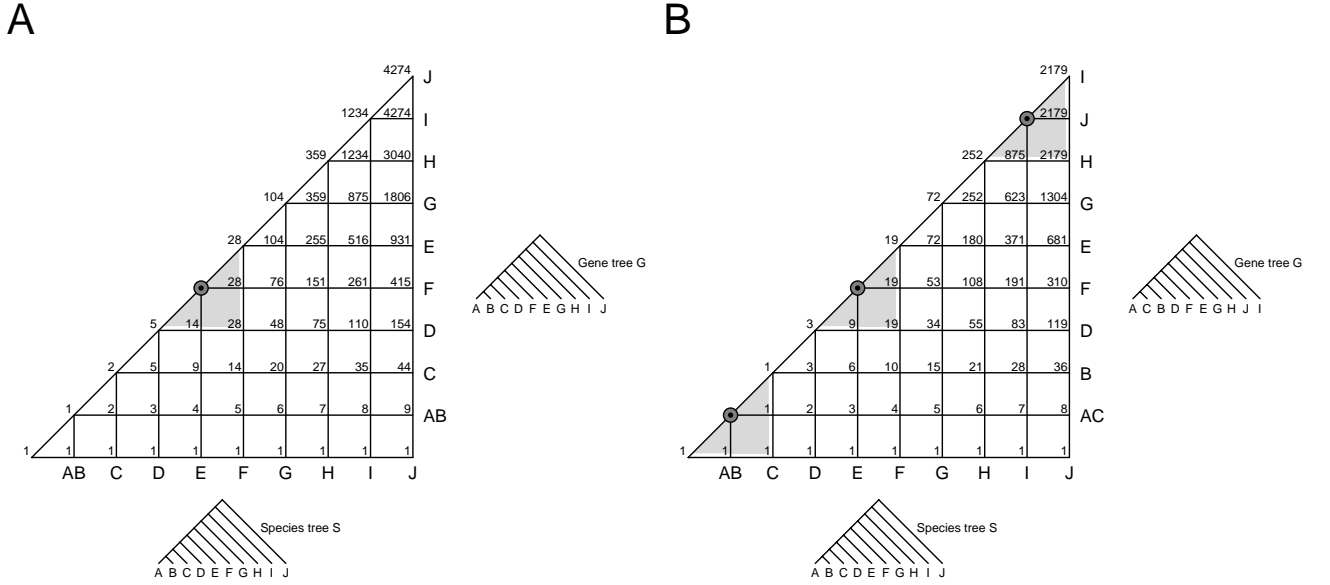 A
B
4274 J
1234 4274 I
359 1234 3040 H
104 359 875 1806 G
28 104 255 516 931 E
28 76 151 261 415 F
5 14 28 48 75 110 154 D
2 5 9 14 20 27 35 44 C
1 2 3 4 5 6 7 8 9 AB
1 1 1 1 1 1 1 1 1 1
AB C D E F G H I J
Gene tree G
A B C D F E G H I J
Species tree S
A B C D E F G H I J
2179 I
2179 J
252 875 2179 H
72 252 623 1304 G
19 72 180 371 681 E
19 53 108 191 310 F
3 9 19 34 55 83 119 D
1 3 6 10 15 21 28 36 B
1 2 3 4 5 6 7 8 AC
1 1 1 1 1 1 1 1 1 1
AB C D E F G H I J
Gene tree G
A C B D F E G H J I
Species tree S
A B C D E F G H I J